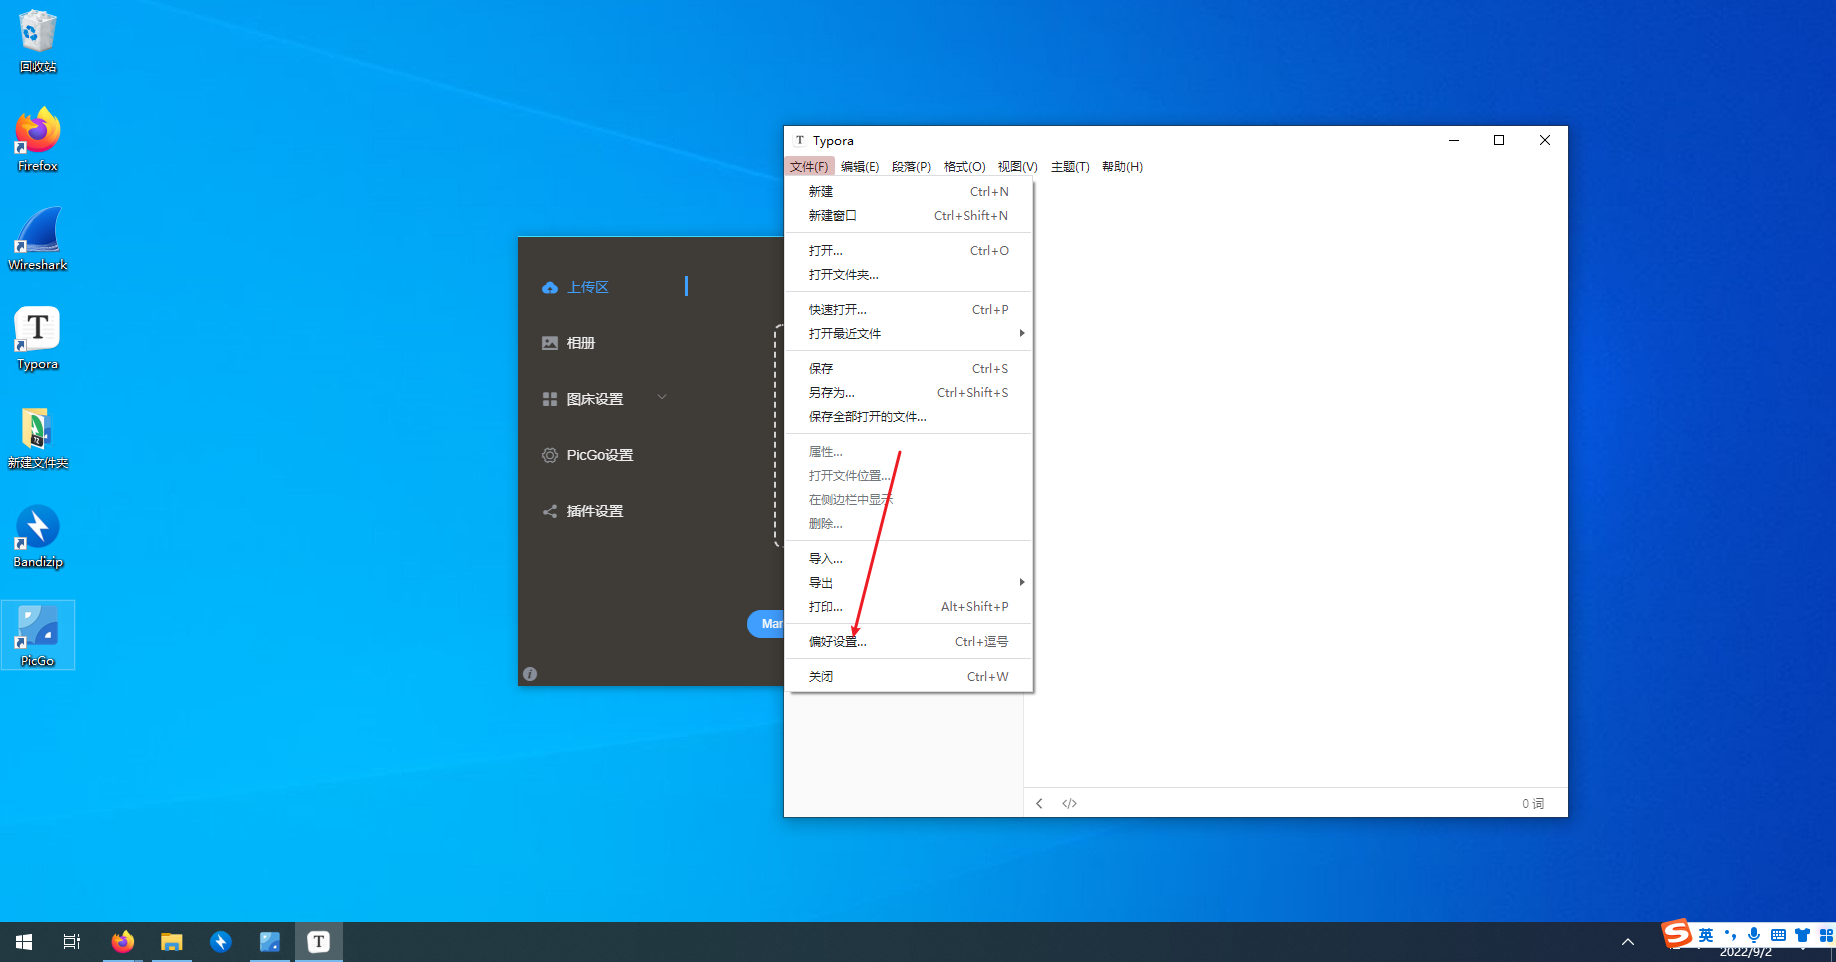 回收站
Firefox
Wireshark
Typora
新建文件夹
Bandizip
PicGo
上传区
相册
图床设置
PicGo设置
插件设置
Mar
Typora
文件(F) 编辑(E) 段落(P) 格式(O) 视图(V) 主题(T) 帮助(H)
新建 Ctrl+N
新建窗口 Ctrl+Shift+N
打开... Ctrl+O
打开文件夹...
快速打开... Ctrl+P
打开最近文件
保存 Ctrl+S
另存为... Ctrl+Shift+S
保存全部打开的文件...
属性...
打开文件位置...
在侧边栏中显示
删除...
导入...
导出
打印... Alt+Shift+P
偏好设置... Ctrl+逗号
关闭 Ctrl+W
0 词
英
2022/9/2